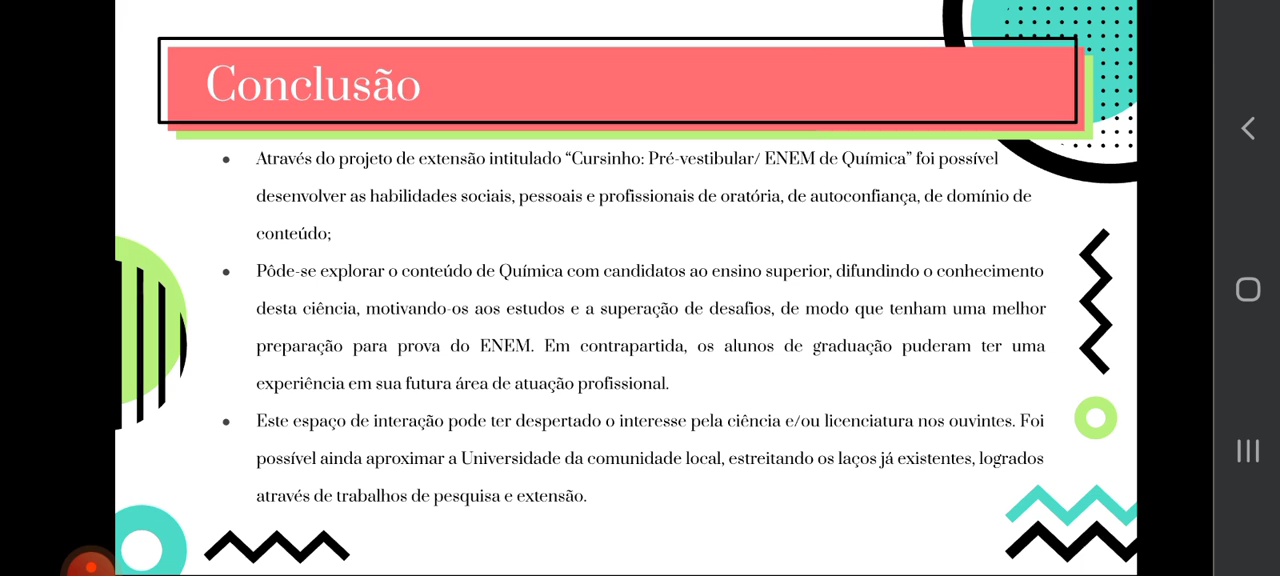 Conclusão
● Através do projeto de extensão intitulado “Cursinho: Pré-vestibular/ ENEM de Química” foi possível
desenvolver as habilidades sociais, pessoais e profissionais de oratória, de autoconfiança, de domínio de
conteúdo;
● Pôde-se explorar o conteúdo de Química com candidatos ao ensino superior, difundindo o conhecimento
desta ciência, motivando-os aos estudos e a superação de desafios, de modo que tenham uma melhor
preparação para prova do ENEM. Em contrapartida, os alunos de graduação puderam ter uma
experiência em sua futura área de atuação profissional.
● Este espaço de interação pode ter despertado o interesse pela ciência e/ou licenciatura nos ouvintes. Foi
possível ainda aproximar a Universidade da comunidade local, estreitando os laços já existentes, logrados
através de trabalhos de pesquisa e extensão.